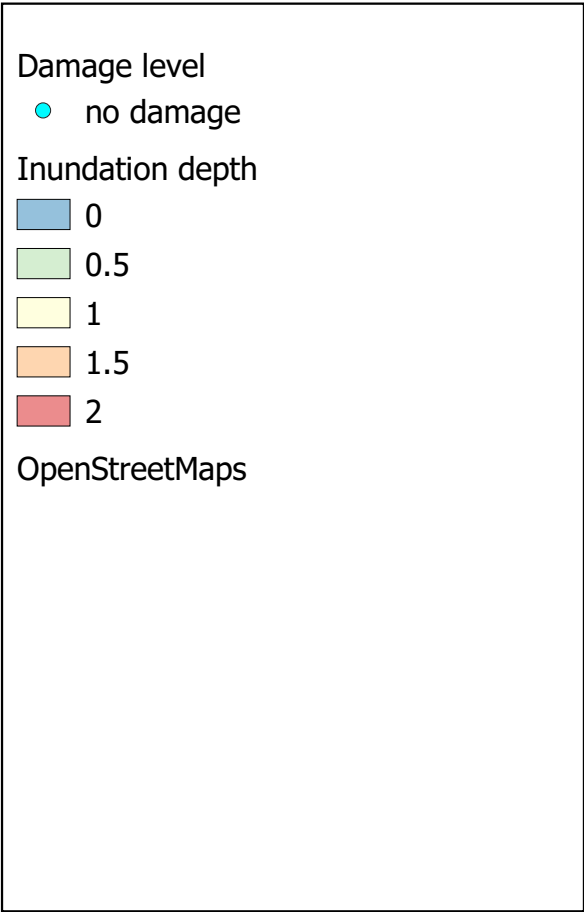 Damage level
no damage
Inundation depth
0
0.5
1
1.5
2
OpenStreetMaps